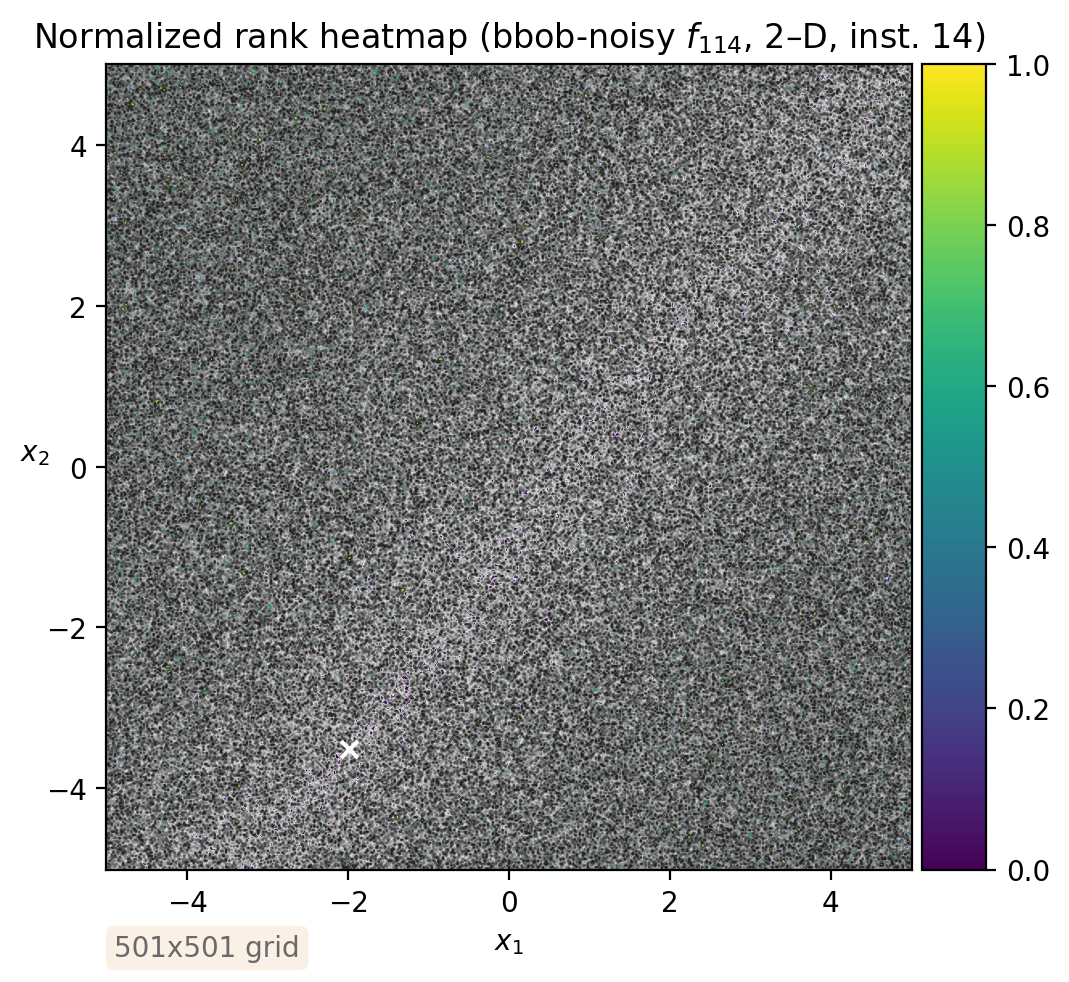 Normalized rank heatmap (bbob-noisy f₁₁₄, 2–D, inst. 14)
1.0
0.8
0.6
0.4
0.2
0.0
4
2
0
−2
−4
x₂
−4 −2 0 2 4
x₁
501x501 grid